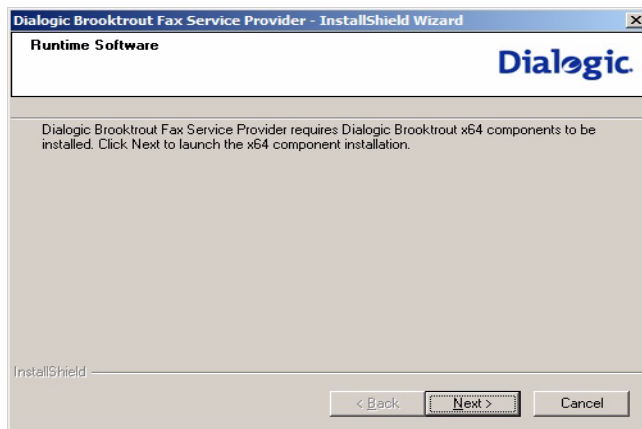 Dialogic Brooktrout Fax Service Provider - InstallShield Wizard
Runtime Software
Dialogic.
Dialogic Brooktrout Fax Service Provider requires Dialogic Brooktrout x64 components to be
installed. Click Next to launch the x64 component installation.
InstallShield
< Back
Next >
Cancel